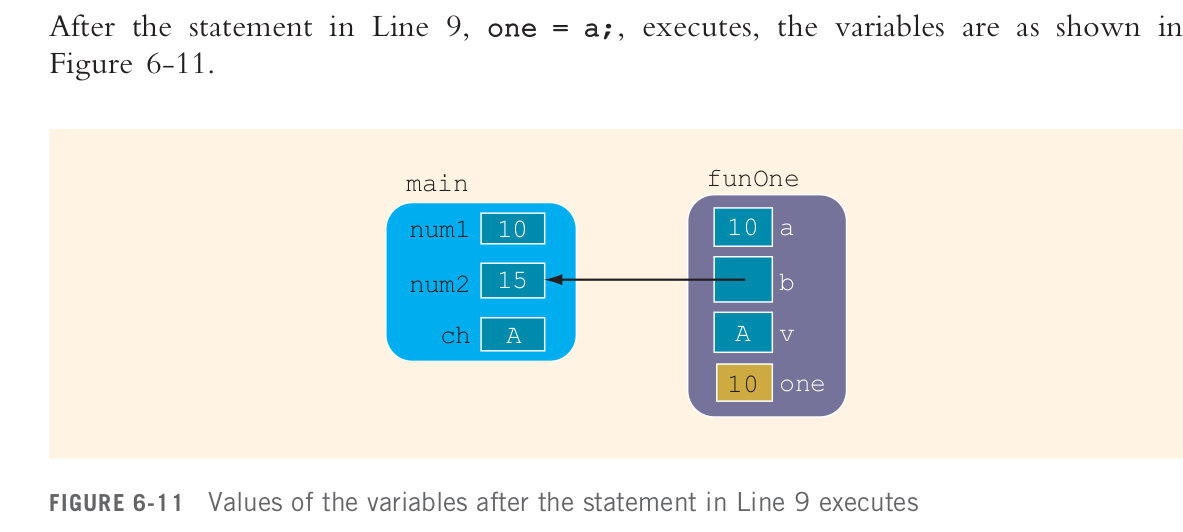 After the statement in Line 9, one = a;, executes, the variables are as shown in
Figure 6-11.
main
num1 10
num2 15
ch A
funOne
10 a
b
A v
10 one
FIGURE 6-11 Values of the variables after the statement in Line 9 executes